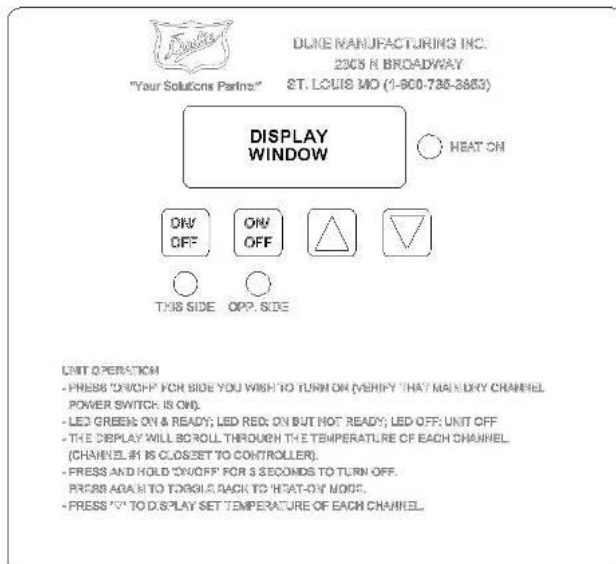 Duke
"Your Solutions Partner"
DUKE MANUFACTURING INC.
2305 N BROADWAY
ST. LOUIS MO (1-800-735-3853)
DISPLAY
WINDOW
HEAT ON
ON/
OFF
ON/
OFF
THIS SIDE
OPP. SIDE
UNIT OPERATION
- PRESS 'ON/OFF' FOR SIDE YOU WISH TO TURN ON (VERIFY THAT MAIN DRY CHANNEL
POWER SWITCH IS ON).
- LED GREEN: ON & READY; LED RED: ON BUT NOT READY; LED OFF: UNIT OFF
- THE DISPLAY WILL SCROLL THROUGH THE TEMPERATURE OF EACH CHANNEL.
(CHANNEL #1 IS CLOSEST TO CONTROLLER).
- PRESS AND HOLD 'ON/OFF' FOR 3 SECONDS TO TURN OFF.
PRESS AGAIN TO TOGGLE BACK TO 'HEAT-ON' MODE.
- PRESS '▽' TO DISPLAY SET TEMPERATURE OF EACH CHANNEL.